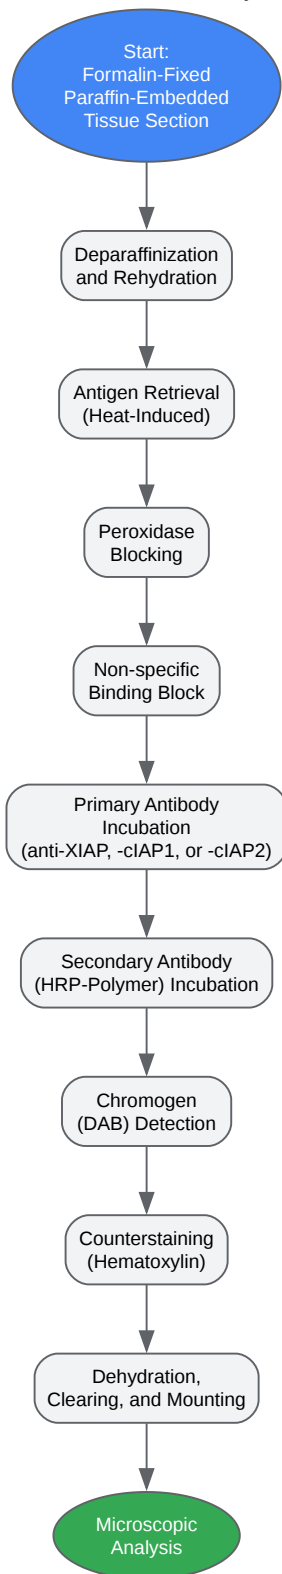 Start:
Formalin-Fixed
Paraffin-Embedded
Tissue Section
Deparaffinization
and Rehydration
Antigen Retrieval
(Heat-Induced)
Peroxidase
Blocking
Non-specific
Binding Block
Primary Antibody
Incubation
(anti-XIAP, -cIAP1, or -cIAP2)
Secondary Antibody
(HRP-Polymer) Incubation
Chromogen
(DAB) Detection
Counterstaining
(Hematoxylin)
Dehydration,
Clearing, and Mounting
Microscopic
Analysis